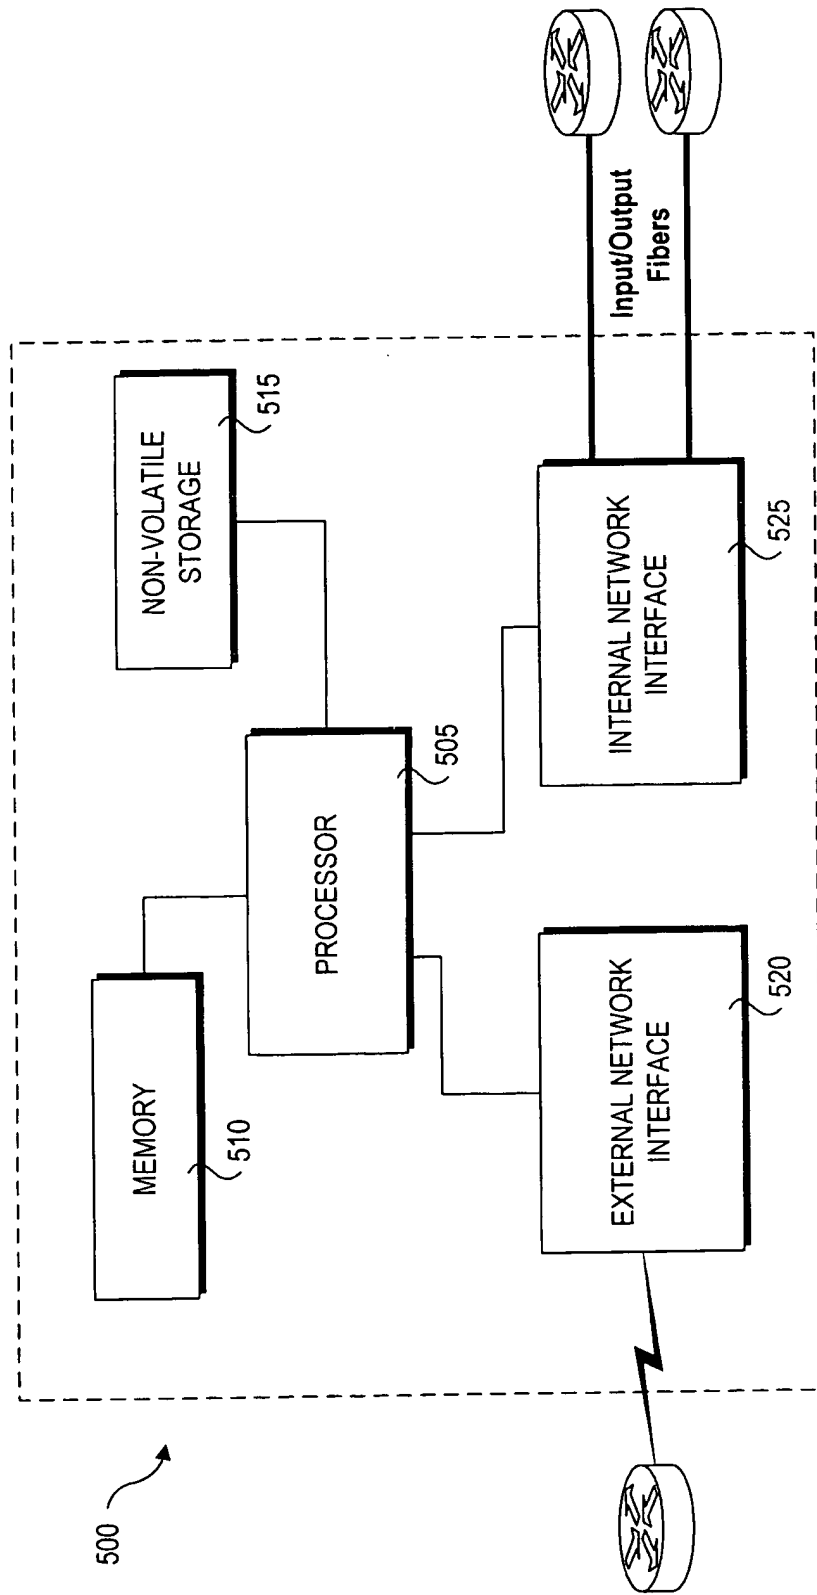 500
MEMORY
510
NON-VOLATILE
STORAGE
515
PROCESSOR
505
EXTERNAL NETWORK
INTERFACE
520
INTERNAL NETWORK
INTERFACE
525
Input/Output
Fibers